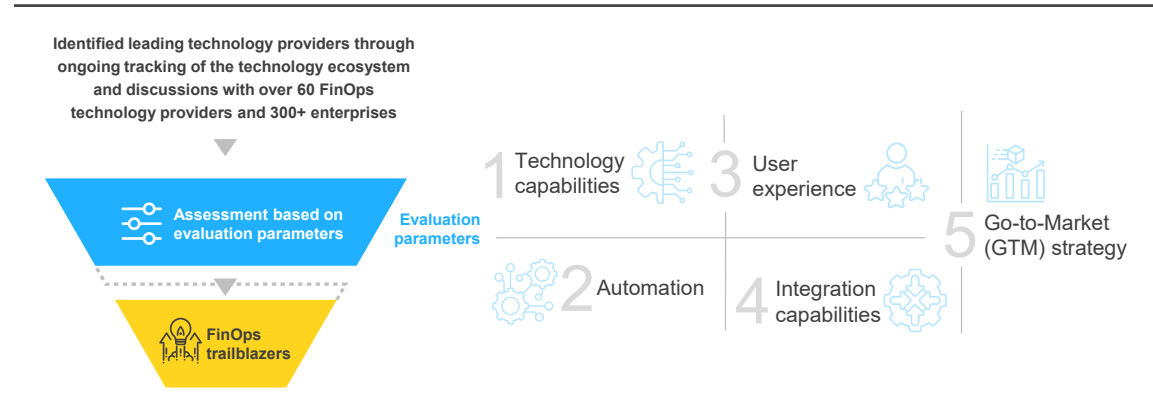 Identified leading technology providers through
ongoing tracking of the technology ecosystem
and discussions with over 60 FinOps
technology providers and 300+ enterprises
Assessment based on
evaluation parameters
FinOps
trailblazers
Evaluation
parameters
1
Technology
capabilities
2
Automation
3
User
experience
4
Integration
capabilities
5
Go-to-Market
(GTM) strategy